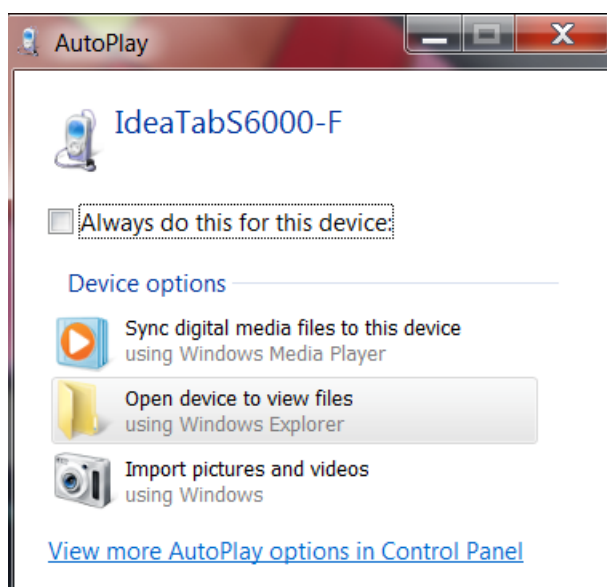 AutoPlay
IdeaTabS6000-F
Always do this for this device:
Device options
Sync digital media files to this device
using Windows Media Player
Open device to view files
using Windows Explorer
Import pictures and videos
using Windows
View more AutoPlay options in Control Panel